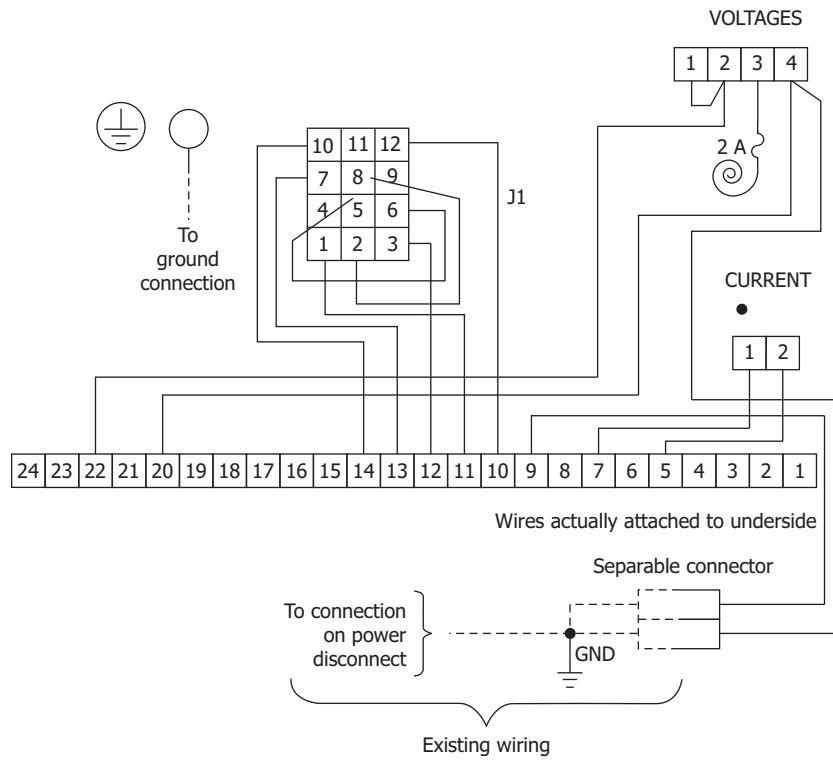 VOLTAGES
1 2 3 4
2 A
10 11 12
7 8 9
4 5 6
1 2 3
J1
To
ground
connection
CURRENT
1 2
24 23 22 21 20 19 18 17 16 15 14 13 12 11 10 9 8 7 6 5 4 3 2 1
Wires actually attached to underside
Separable connector
To connection
on power
disconnect
GND
Existing wiring